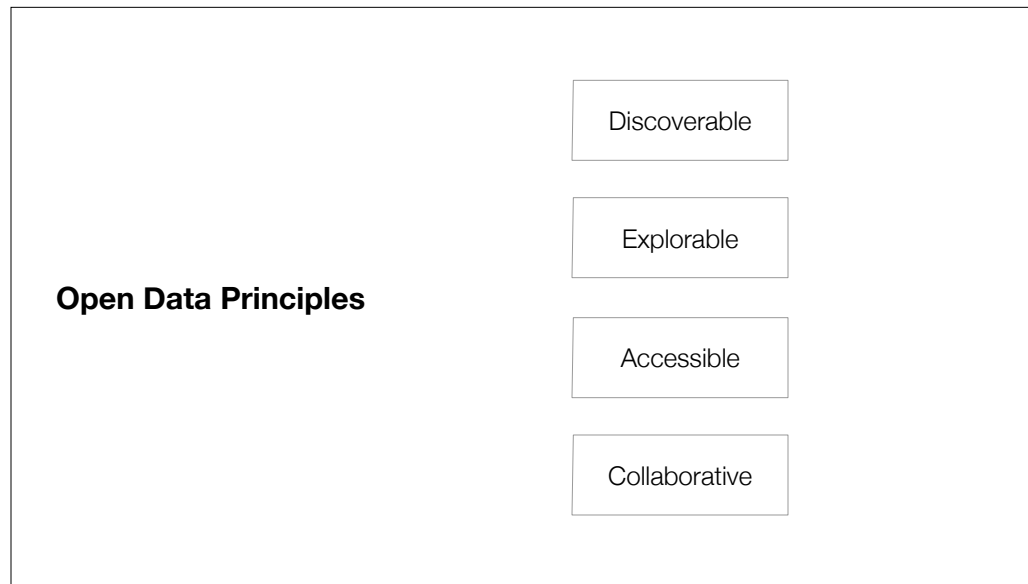 Open Data Principles
Discoverable
Explorable
Accessible
Collaborative